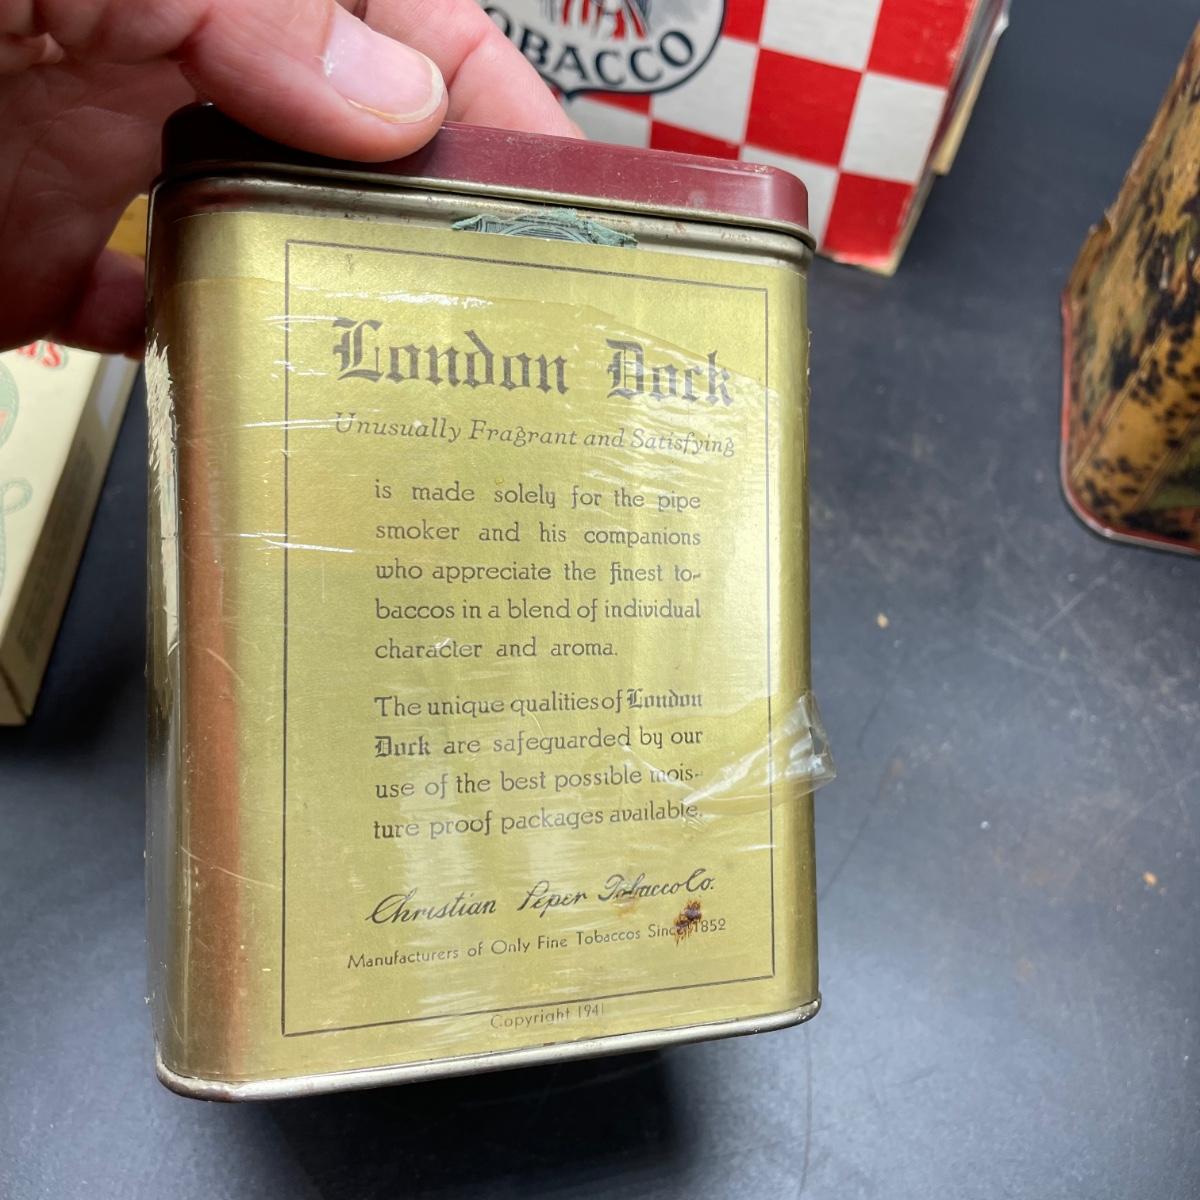 OBACCO
London Dock
Unusually Fragrant and Satisfying
is made solely for the pipe
smoker and his companions
who appreciate the finest to-
baccos in a blend of individual
character and aroma.
The unique qualities of London
Dock are safeguarded by our
use of the best possible mois-
ture proof packages available.
Christian Peper Tobacco Co.
Manufacturers of Only Fine Tobaccos Since 1852
Copyright 1941